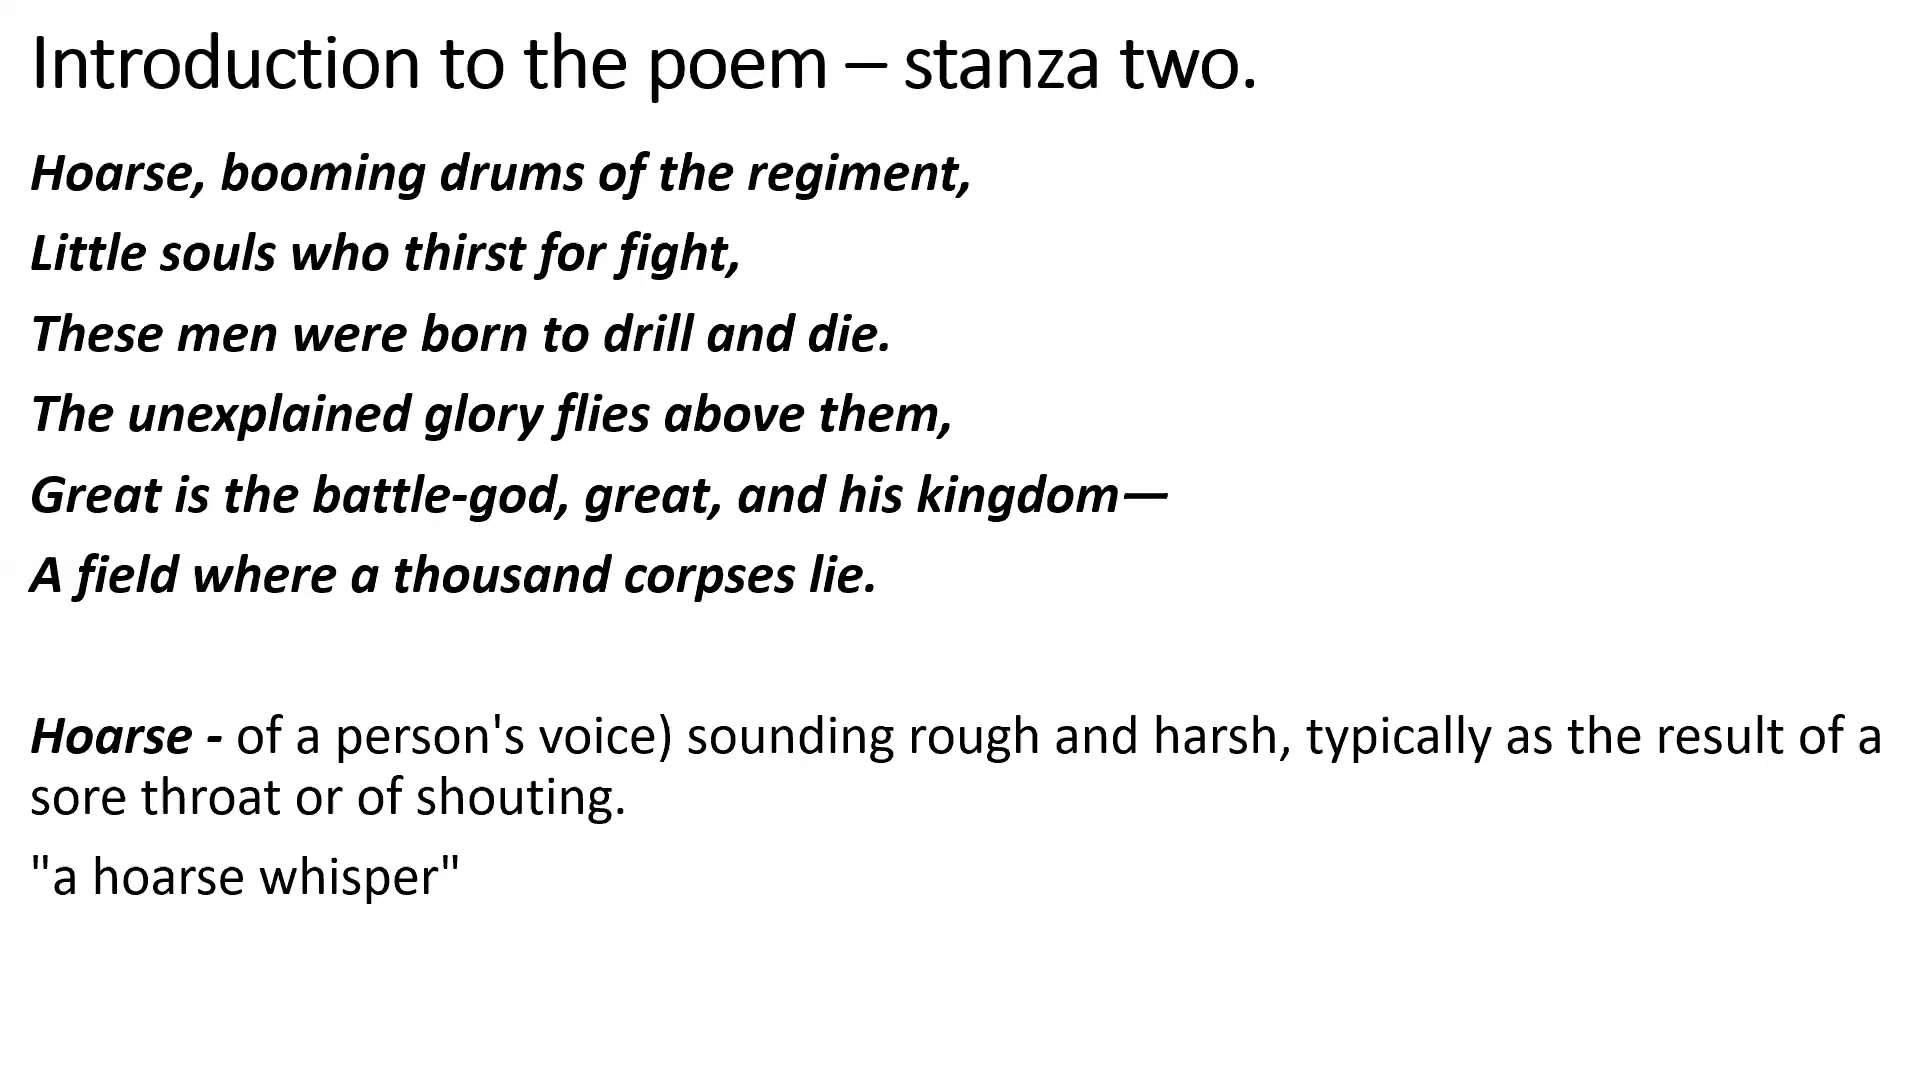 Introduction to the poem – stanza two.
Hoarse, booming drums of the regiment,
Little souls who thirst for fight,
These men were born to drill and die.
The unexplained glory flies above them,
Great is the battle-god, great, and his kingdom—
A field where a thousand corpses lie.
Hoarse - of a person's voice) sounding rough and harsh, typically as the result of a
sore throat or of shouting.
"a hoarse whisper"